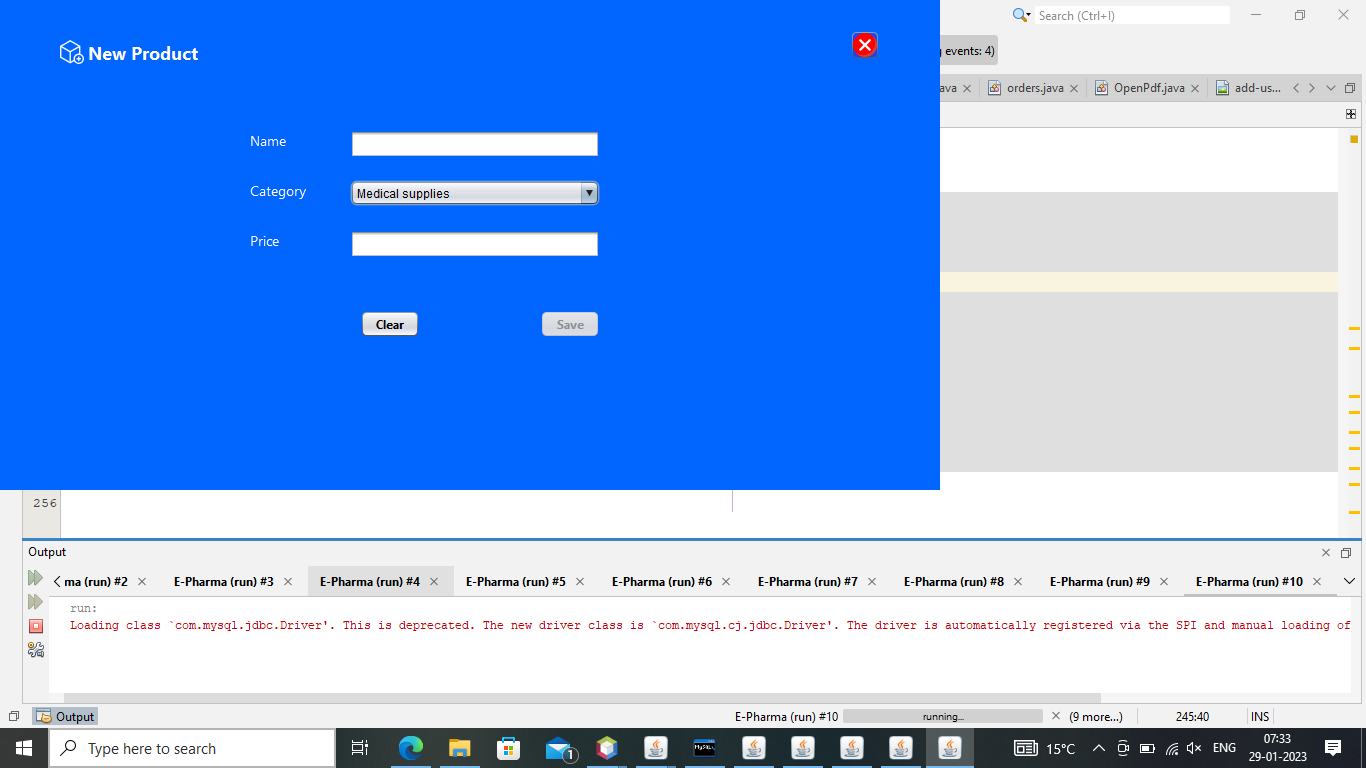 New Product
Search (Ctrl+I)
events: 4)
ava
orders.java
OpenPdf.java
add-us...
Name
Category
Medical supplies
Price
Clear
Save
256
Output
ma (run) #2
E-Pharma (run) #3
E-Pharma (run) #4
E-Pharma (run) #5
E-Pharma (run) #6
E-Pharma (run) #7
E-Pharma (run) #8
E-Pharma (run) #9
E-Pharma (run) #10
run:
Loading class `com.mysql.jdbc.Driver'. This is deprecated. The new driver class is `com.mysql.cj.jdbc.Driver'. The driver is automatically registered via the SPI and manual loading of
Output
E-Pharma (run) #10
running...
(9 more...)
245:40
INS
Type here to search
1
MySQL
15°C
ENG
07:33
29-01-2023